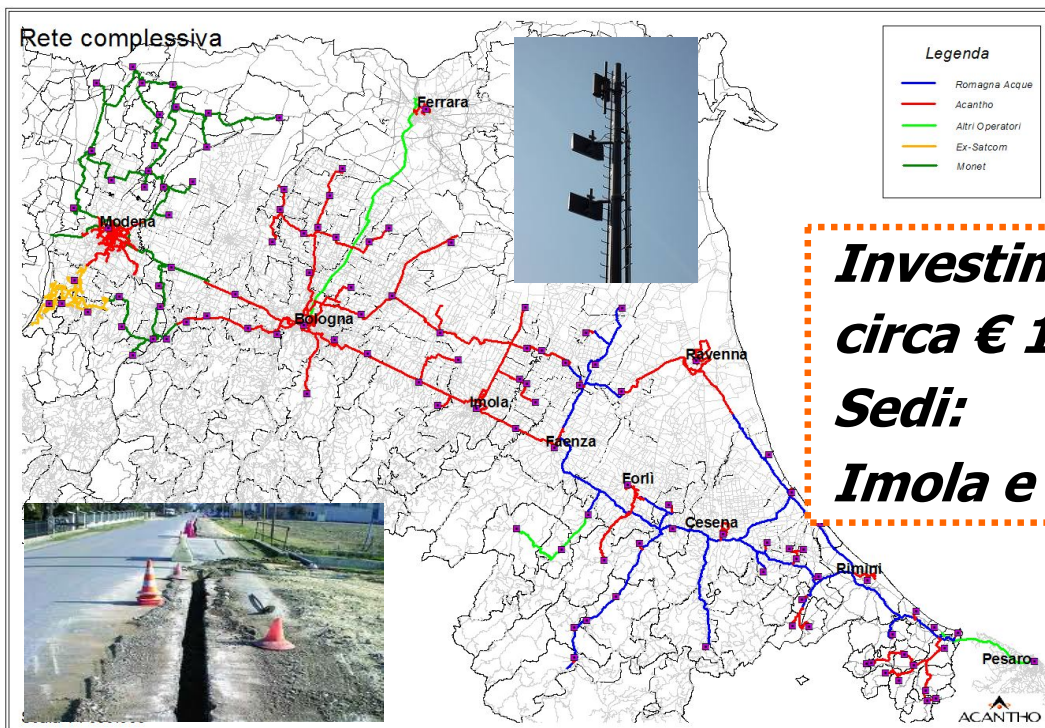 Rete complessiva
Legenda
Romagna Acque
Acantho
Altri Operatori
Ex-Satcom
Monet
Ferrara
Modena
Bologna
Ravenna
Imola
Faenza
Forlì
Cesena
Rimini
Pesaro
circa € 1
Sedi:
Imola e
ACANTHO